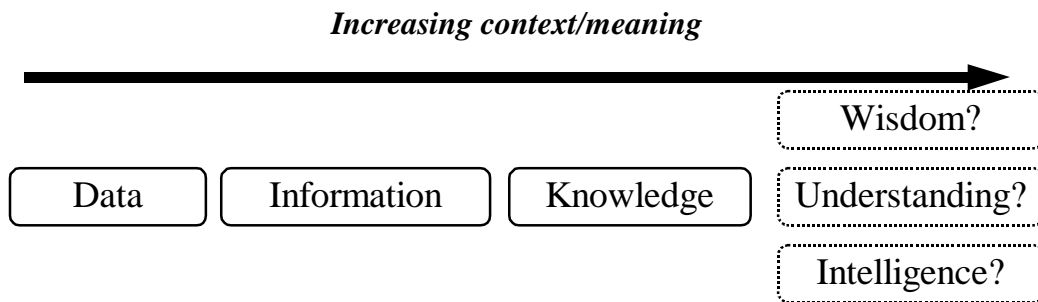 Increasing context/meaning
Wisdom?
Data Information Knowledge Understanding?
Intelligence?